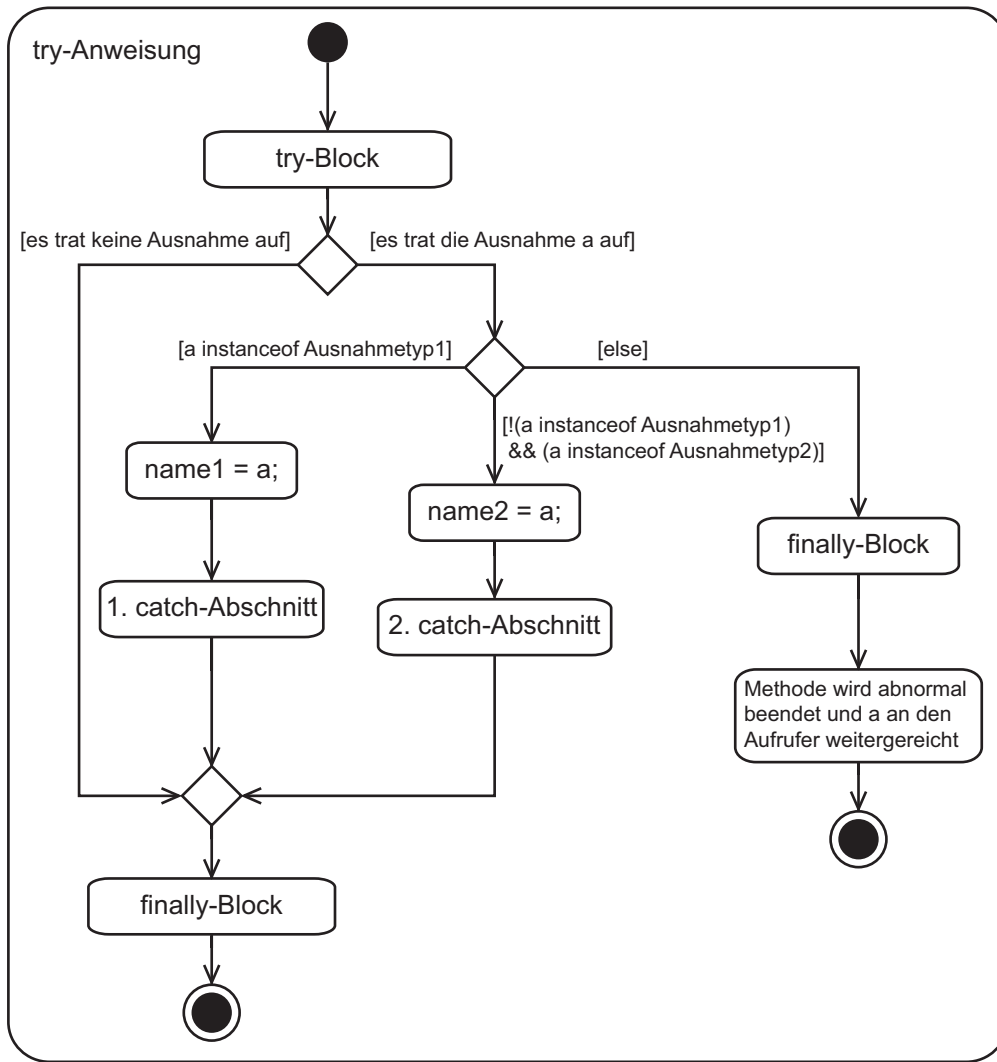 try-Anweisung
try-Block
[es trat keine Ausnahme auf]
[es trat die Ausnahme a auf]
[a instanceof Ausnahmetyp1]
[else]
[!(a instanceof Ausnahmetyp1)
&& (a instanceof Ausnahmetyp2)]
name1 = a;
name2 = a;
finally-Block
1. catch-Abschnitt
2. catch-Abschnitt
Methode wird abnormal
beendet und a an den
Aufrufer weitergereicht
finally-Block